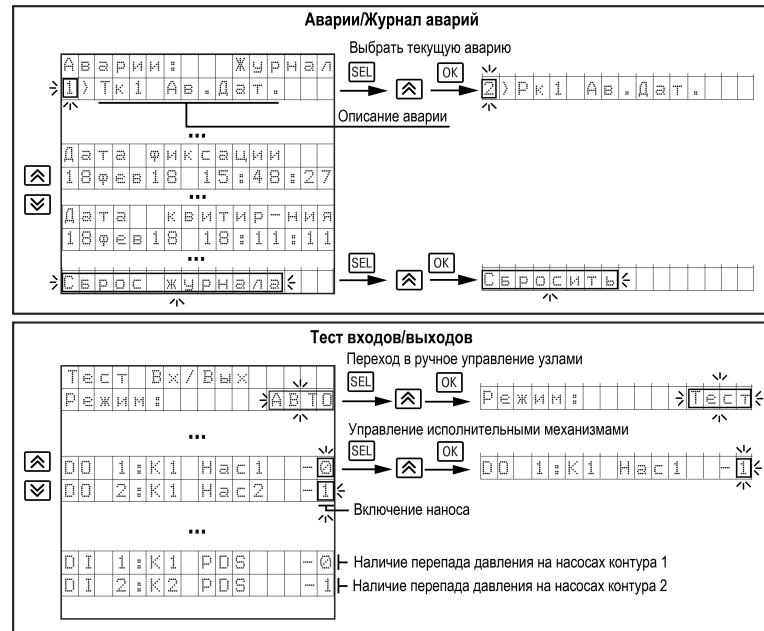 Аварии/Журнал аварий
Выбрать текущую аварию
Аварии: Журнал
SEL OK
1) Тк1 Ав.Дат.
2) Рк1 Ав.Дат.
Описание аварии
...
Дата фиксации
18фев18 15:48:27
...
Дата квитир-ния
18фев18 18:11:11
...
SEL OK
Сброс журнала
Сбросить
Тест входов/выходов
Переход в ручное управление узлами
Тест Вх/Вых
SEL OK
Режим: АВТО
Режим: Тест
...
Управление исполнительными механизмами
SEL OK
DO 1:К1 Нас1 -0
DO 1:К1 Нас1 -1
DO 2:К1 Нас2 -1
Включение наноса
...
DI 1:К1 PDS -0
Наличие перепада давления на насосах контура 1
DI 2:К2 PDS -1
Наличие перепада давления на насосах контура 2